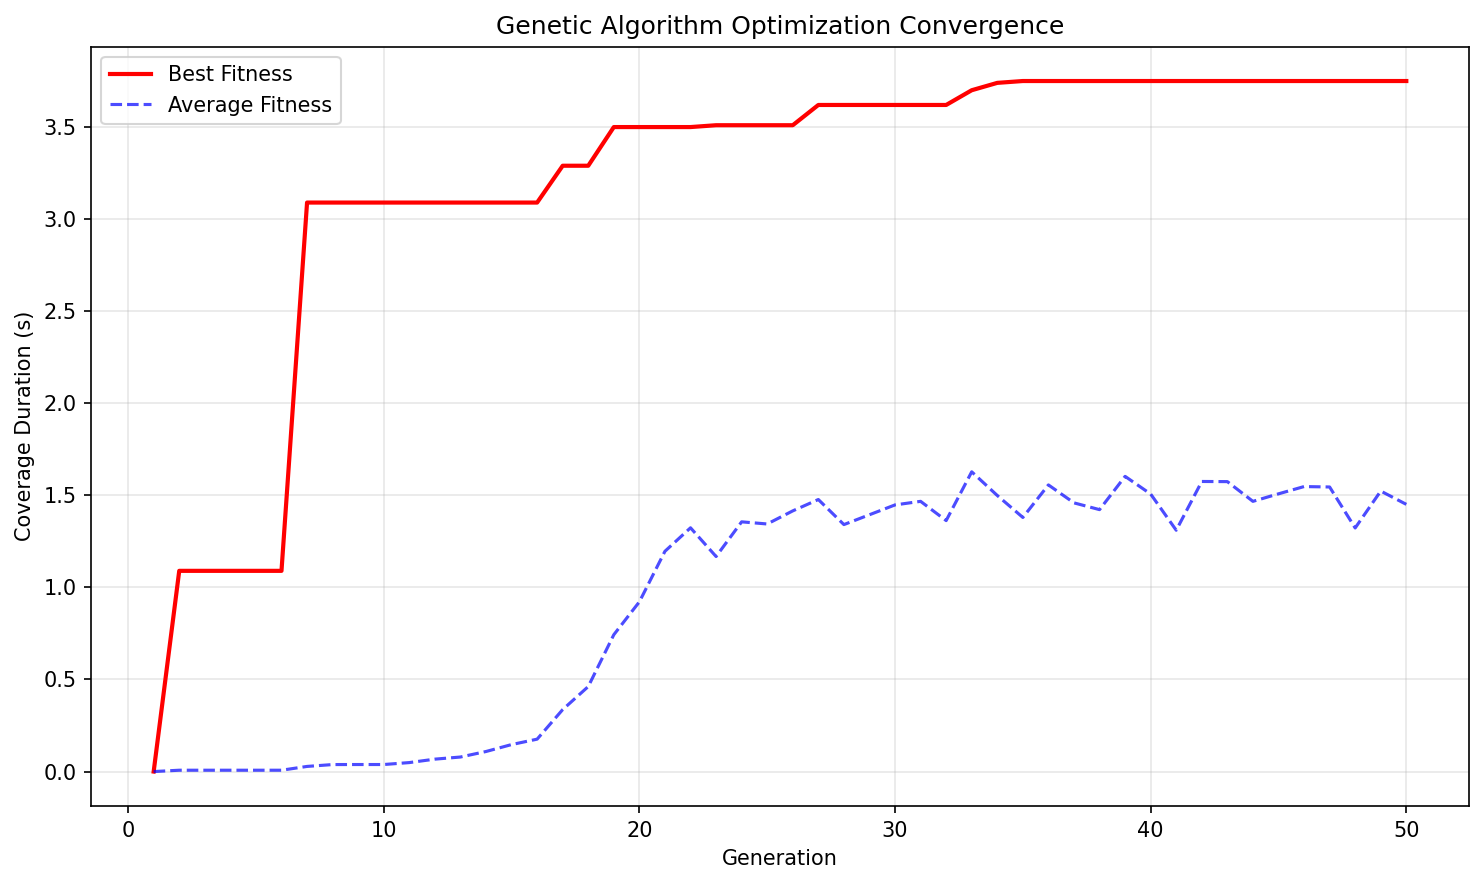 Genetic Algorithm Optimization Convergence
Best Fitness
Average Fitness
Coverage Duration (s)
3.5
3.0
2.5
2.0
1.5
1.0
0.5
0.0
0 10 20 30 40 50
Generation